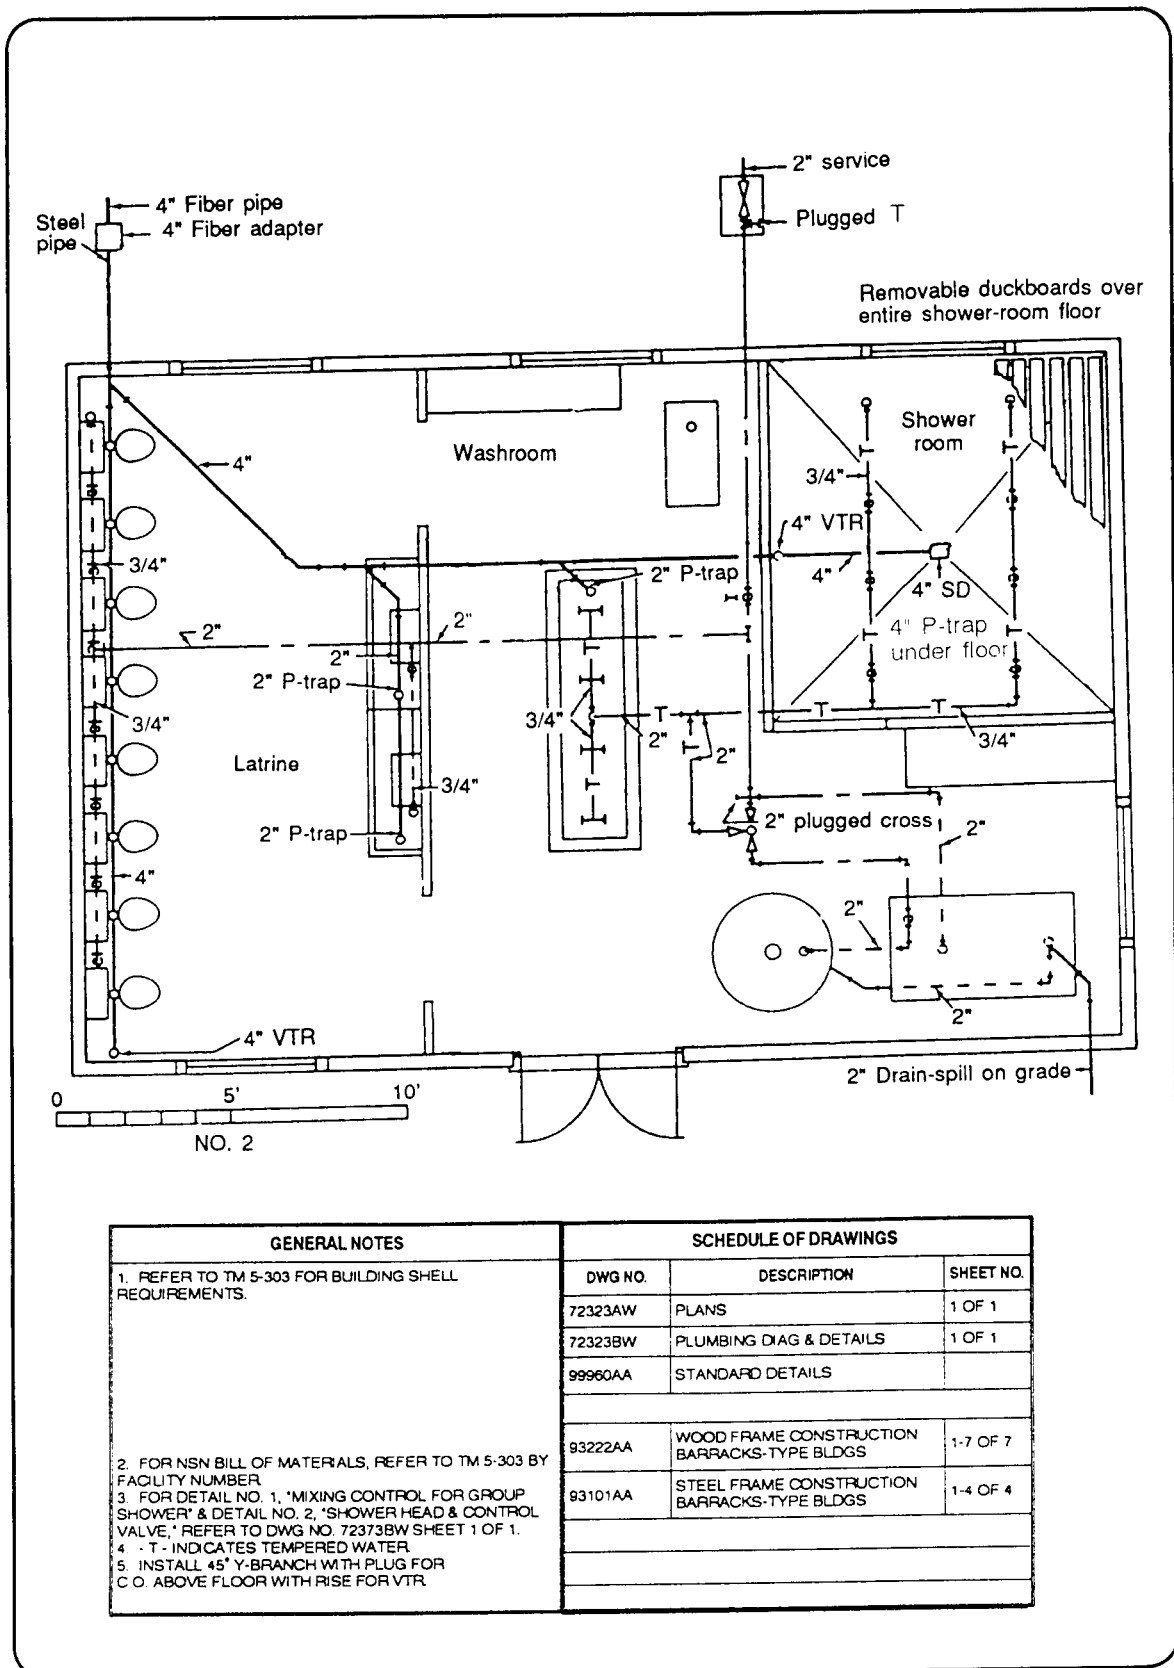 2" service
4" Fiber pipe
Steel
pipe
4" Fiber adapter
Plugged T
Removable duckboards over
entire shower-room floor
Shower
room
4"
Washroom
3/4"
4" VTR
3/4"
2" P-trap
4"
4" SD
2"
2"
2"
4" P-trap
under floor
2" P-trap
T
T
T
T
T
T
T
T
T
T
3/4"
3/4"
2"
2"
3/4"
Latrine
3/4"
2" P-trap
2" plugged cross
2"
4"
2"
2"
4" VTR
2" Drain-spill on grade
0 5' 10'
NO. 2
GENERAL NOTES
1. REFER TO TM 5-303 FOR BUILDING SHELL
REQUIREMENTS.
2. FOR NSN BILL OF MATERIALS, REFER TO TM 5-303 BY
FACILITY NUMBER
3. FOR DETAIL NO. 1, "MIXING CONTROL FOR GROUP
SHOWER" & DETAIL NO. 2, "SHOWER HEAD & CONTROL
VALVE," REFER TO DWG NO. 72373BW SHEET 1 OF 1.
4. - T - INDICATES TEMPERED WATER
5. INSTALL 45° Y-BRANCH WITH PLUG FOR
C O. ABOVE FLOOR WITH RISE FOR VTR
SCHEDULE OF DRAWINGS
DWG NO. DESCRIPTION SHEET NO.
72323AW PLANS 1 OF 1
72323BW PLUMBING DIAG & DETAILS 1 OF 1
99960AA STANDARD DETAILS
93222AA WOOD FRAME CONSTRUCTION
BARRACKS-TYPE BLDGS 1-7 OF 7
93101AA STEEL FRAME CONSTRUCTION
BARRACKS-TYPE BLDGS 1-4 OF 4